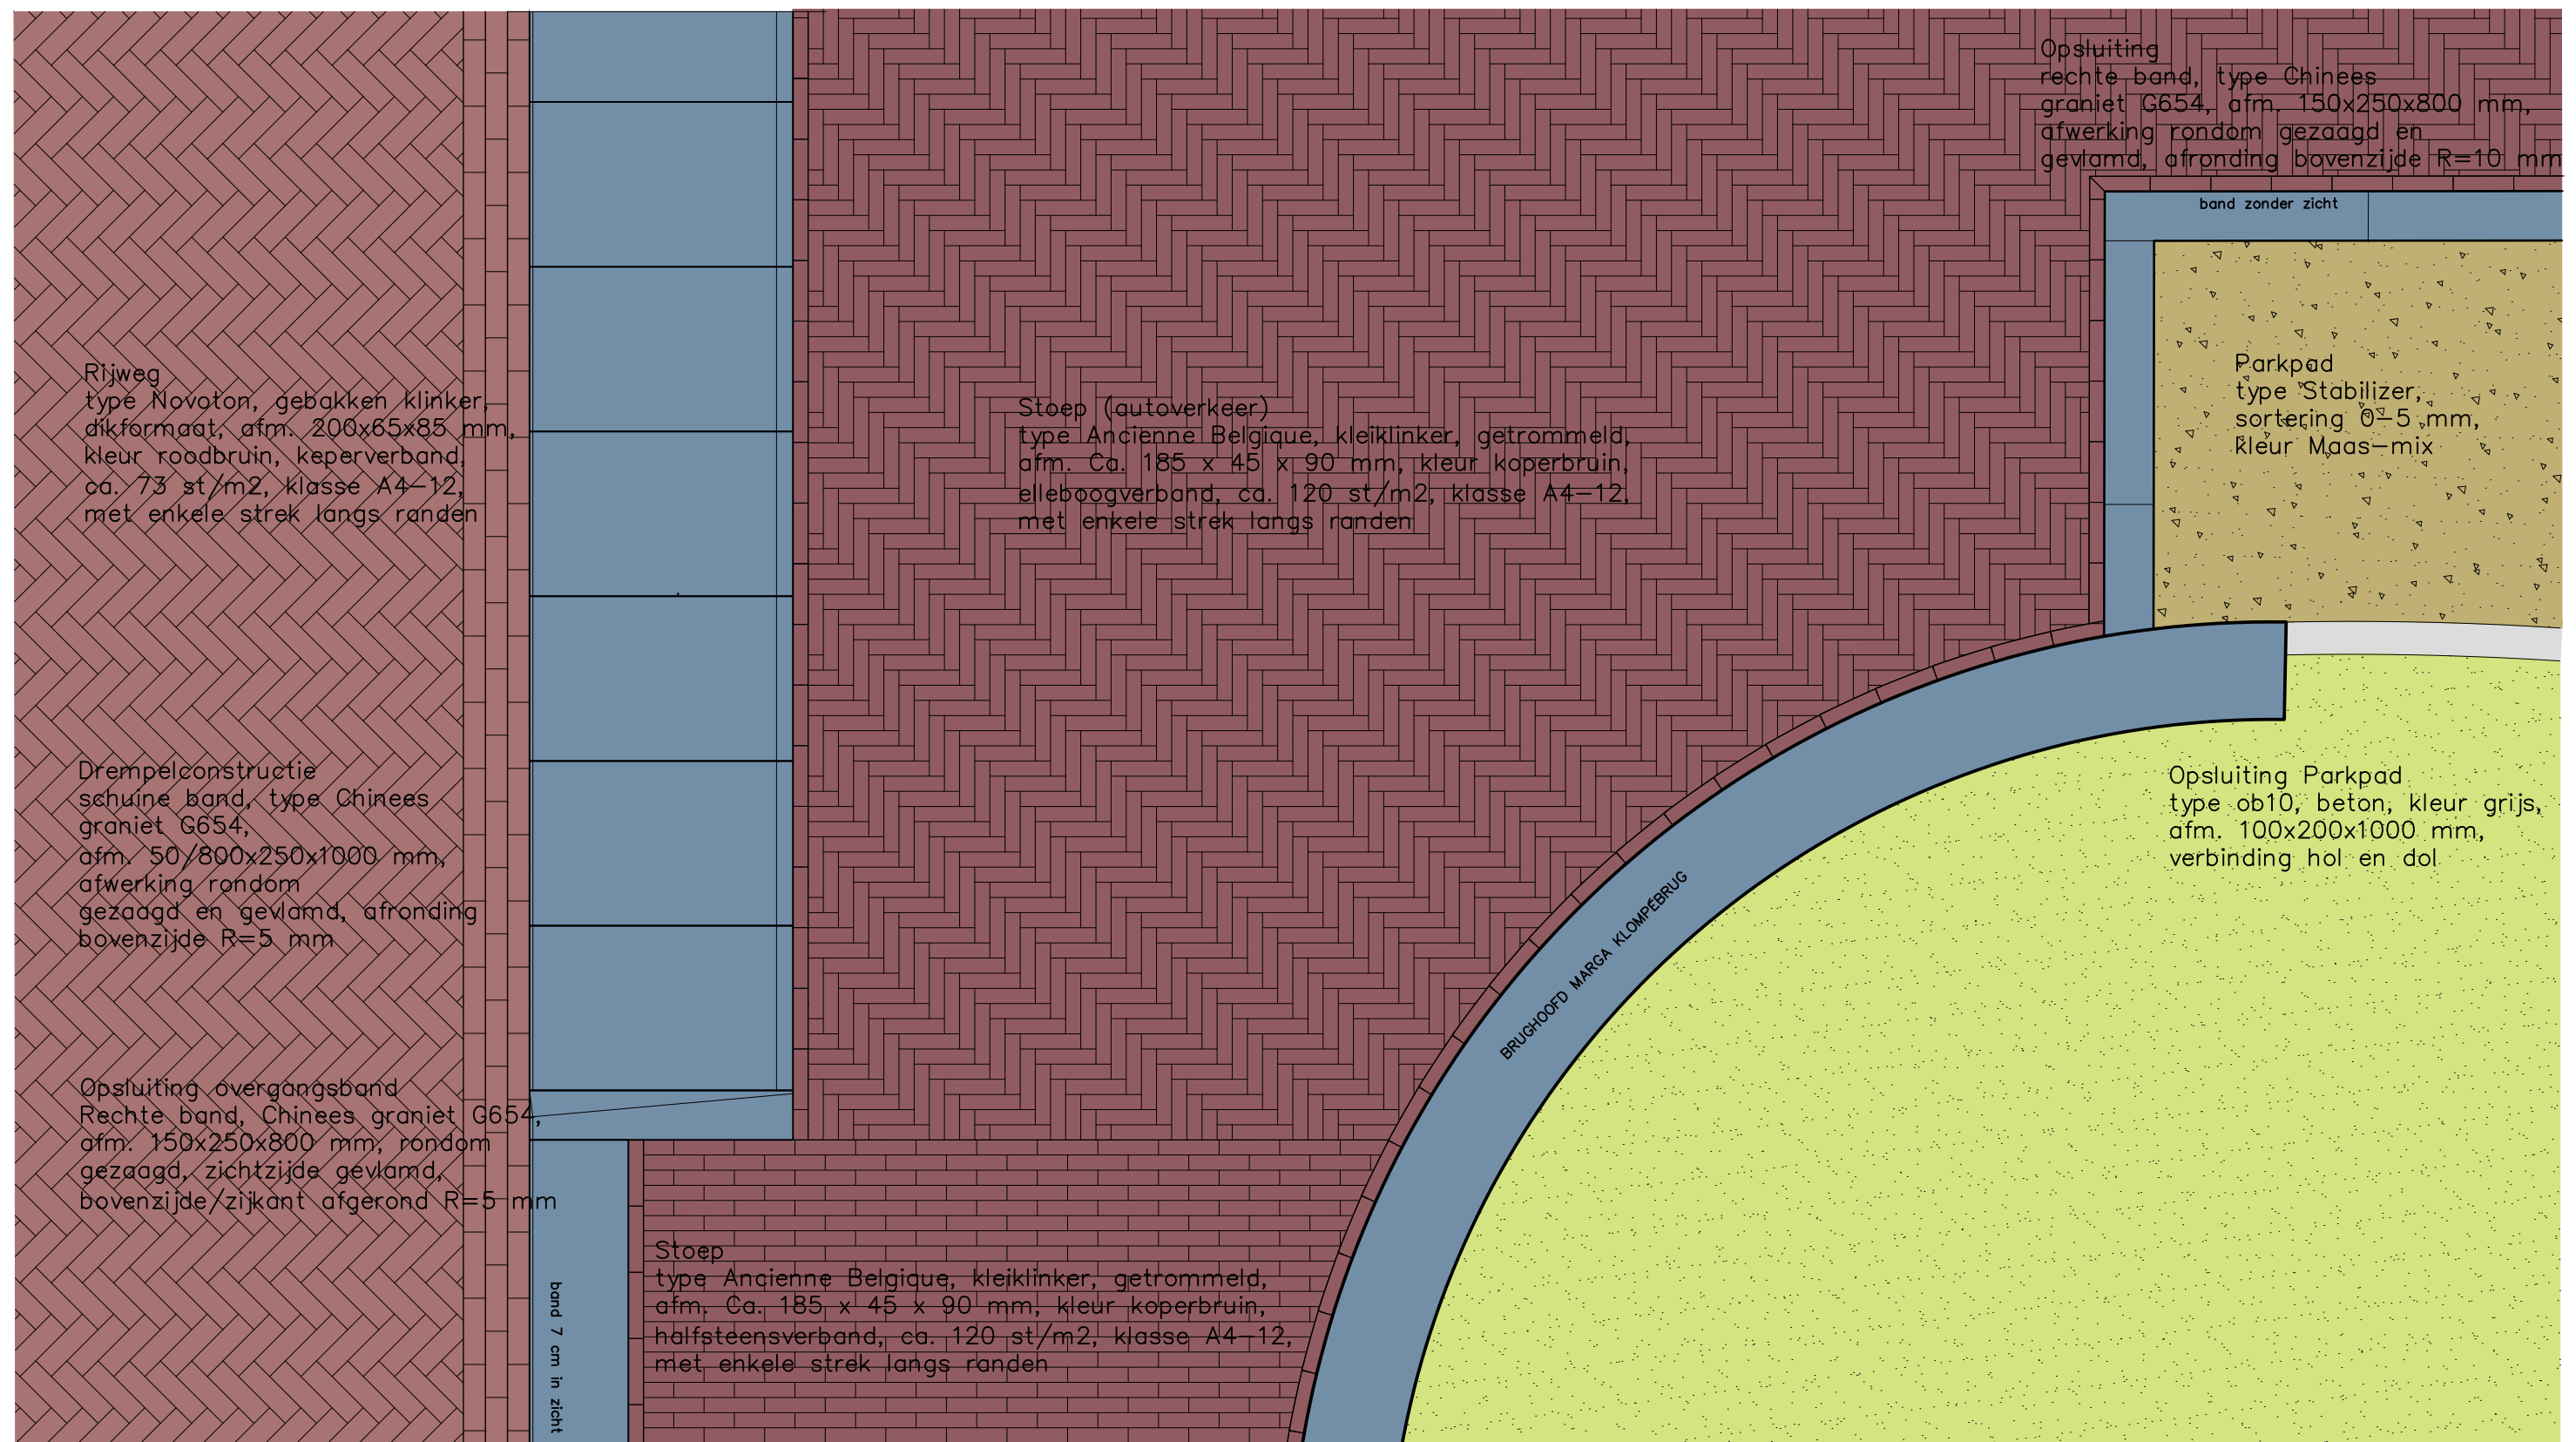 Opsluiting
rechte band, type Chinees
graniet G654, afm. 150x250x800 mm,
afwerking rondom gezaagd en
gevlamd, afronding bovenzijde R=10 mm
band zonder zicht
Rijweg
type Novoton, gebakken klinker,
dikformaat, afm. 200x65x85 mm,
kleur roodbruin, keperverband,
ca. 73 st/m2, klasse A4-12,
met enkele strek langs randen
Stoep (autoverkeer)
type Ancienne Belgique, kleiklinker, getrommeld,
afm. Ca. 185 x 45 x 90 mm, kleur koperbruin,
elleboogverband, ca. 120 st/m2, klasse A4-12,
met enkele strek langs randen
Parkpad
type Stabilizer,
sortering 0-5 mm,
kleur Maas-mix
Drempelconstructie
schuine band, type Chinees
graniet G654,
afm. 50/800x250x1000 mm,
afwerking rondom
gezaagd en gevlamd, afronding
bovenzijde R=5 mm
Opsluiting Parkpad
type ob10, beton, kleur grijs,
afm. 100x200x1000 mm,
verbinding hol en dol
BRUGHOOFD MARGA KLOMPÉBRUG
Opsluiting overgangsband
Rechte band, Chinees graniet G654,
afm. 150x250x800 mm, rondom
gezaagd, zichtzijde gevlamd,
bovenzijde/zijkant afgerond R=5 mm
Stoep
type Ancienne Belgique, kleiklinker, getrommeld,
afm. Ca. 185 x 45 x 90 mm, kleur koperbruin,
halfsteensverband, ca. 120 st/m2, klasse A4-12,
met enkele strek langs randen
band 7 cm in zicht